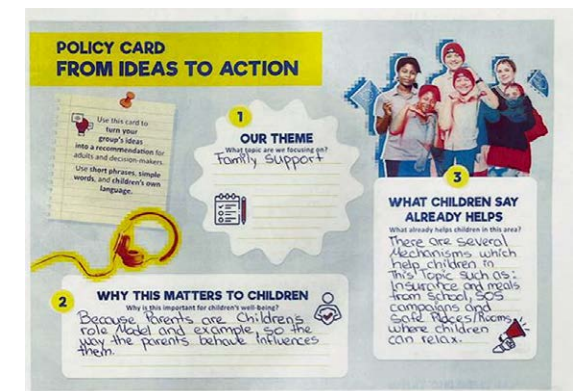 POLICY CARD
FROM IDEAS TO ACTION
Use this card to
turn your
group's ideas
into a recommendation for
adults and decision-makers.
Use short phrases, simple
words, and children's own
language.
1
OUR THEME
What topic are we focusing on?
Family Support
2
WHY THIS MATTERS TO CHILDREN
Why is this important for children's well-being?
Because Parents are Children's
role Model and example, so the
way the parents behave influences
them.
3
WHAT CHILDREN SAY
ALREADY HELPS
What already helps children in this area?
There are several
Mechanisms which
help children in
This Topic such as:
Insurance and meals
from School, SOS
campaigns and
Safe Places/Rooms
where children
can relax.